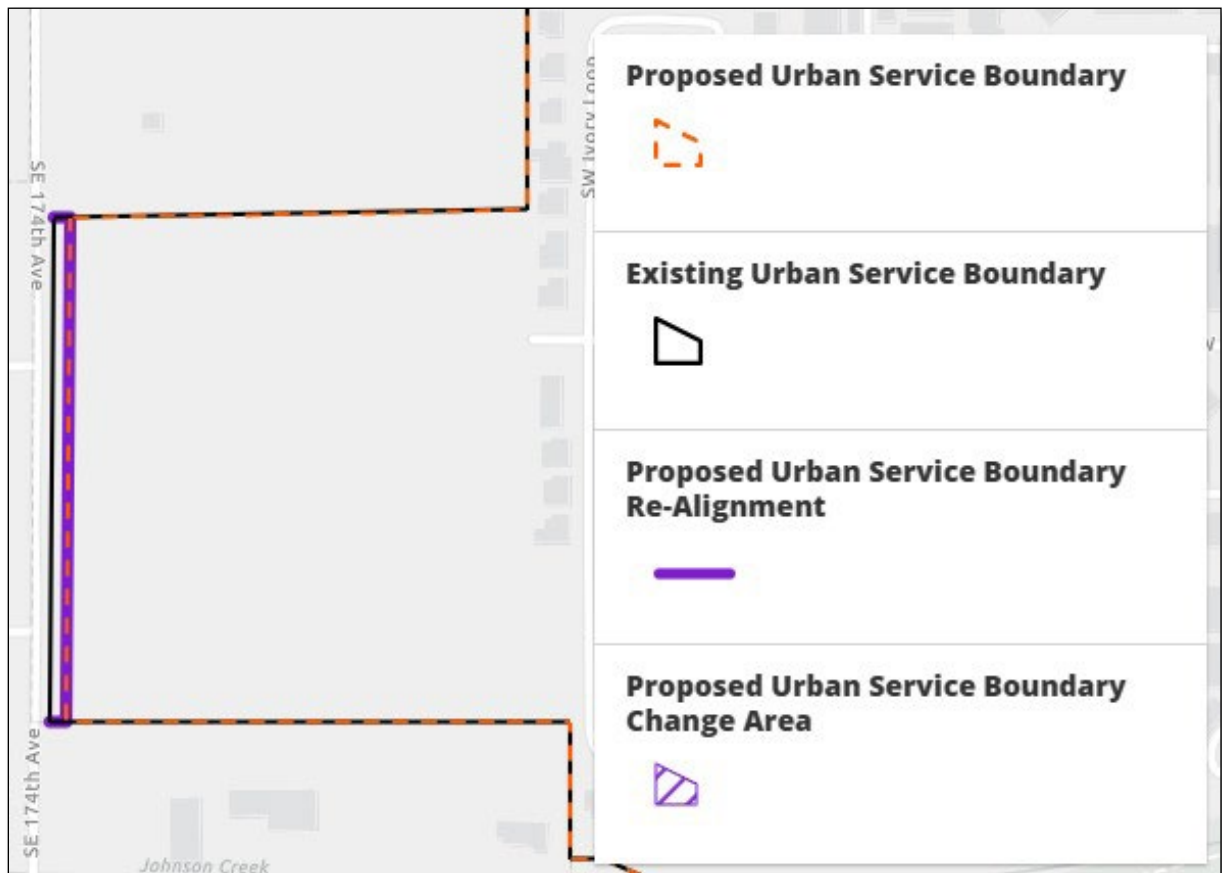 SE 174th Ave
SW Ivory Loop
SE 174th Ave
Johnson Creek
Proposed Urban Service Boundary
Existing Urban Service Boundary
Proposed Urban Service Boundary
Re-Alignment
Proposed Urban Service Boundary
Change Area